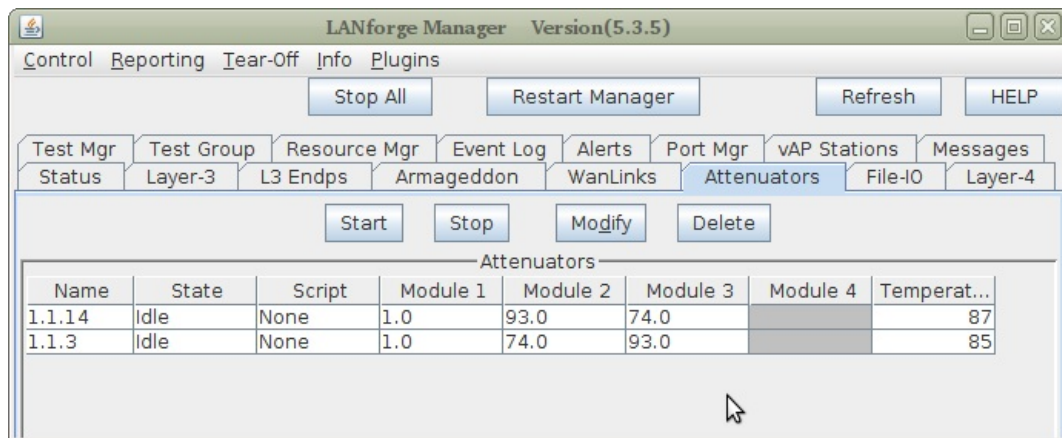 LANforge Manager Version(5.3.5)
Control Reporting Tear-Off Info Plugins
Stop All Restart Manager Refresh HELP
Test Mgr Test Group Resource Mgr Event Log Alerts Port Mgr vAP Stations Messages
Status Layer-3 L3 Endps Armageddon WanLinks Attenuators File-IO Layer-4
Start Stop Modify Delete
Attenuators
Name State Script Module 1 Module 2 Module 3 Module 4 Temperat...
1.1.14 Idle None 1.0 93.0 74.0 87
1.1.3 Idle None 1.0 74.0 93.0 85